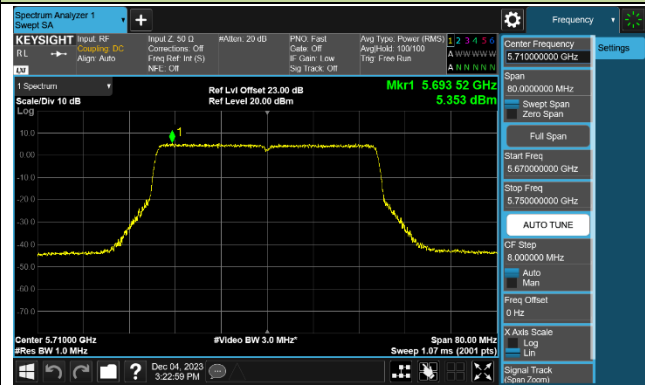 Spectrum Analyzer 1
Swept SA
Frequency
KEYSIGHT
RL
LXI
Input: RF
Coupling: DC
Align: Auto
Input Z: 50 Ω
Corrections: Off
Freq Ref: Int (S)
NFE: Off
#Atten: 20 dB
PNO: Fast
Gate: Off
IF Gain: Low
Sig Track: Off
Avg Type: Power (RMS)
Avg|Hold: 100/100
Trig: Free Run
1 2 3 4 5 6
A W W W W W
A N N N N N
1 Spectrum
Scale/Div 10 dB
Log
Ref Lvl Offset 23.00 dB
Ref Level 20.00 dBm
Mkr1 5.693 52 GHz
5.353 dBm
1
10.0
0.00
-10.0
-20.0
-30.0
-40.0
-50.0
-60.0
-70.0
Center 5.71000 GHz
#Res BW 1.0 MHz
#Video BW 3.0 MHz*
Span 80.00 MHz
Sweep 1.07 ms (2001 pts)
Dec 04, 2023
3:22:59 PM
Center Frequency
5.710000000 GHz
Span
80.0000000 MHz
Swept Span
Zero Span
Full Span
Start Freq
5.670000000 GHz
Stop Freq
5.750000000 GHz
AUTO TUNE
CF Step
8.000000 MHz
Auto
Man
Freq Offset
0 Hz
X Axis Scale
Log
Lin
Signal Track
(Span Zoom)
Settings